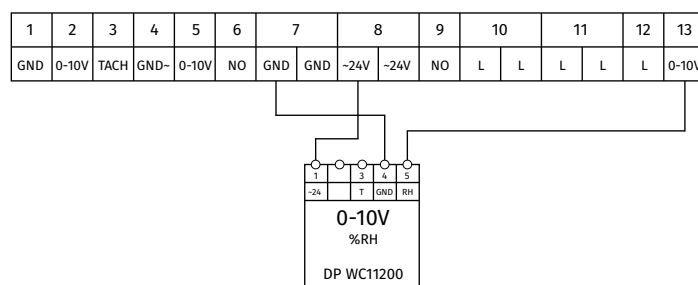 1 2 3 4 5 6 7 8 9 10 11 12 13
GND 0-10V TACH GND~ 0-10V NO GND GND ~24V ~24V NO L L L L L 0-10V
1 3 4 5
~24 T GND RH
0-10V
%RH
DP WC11200